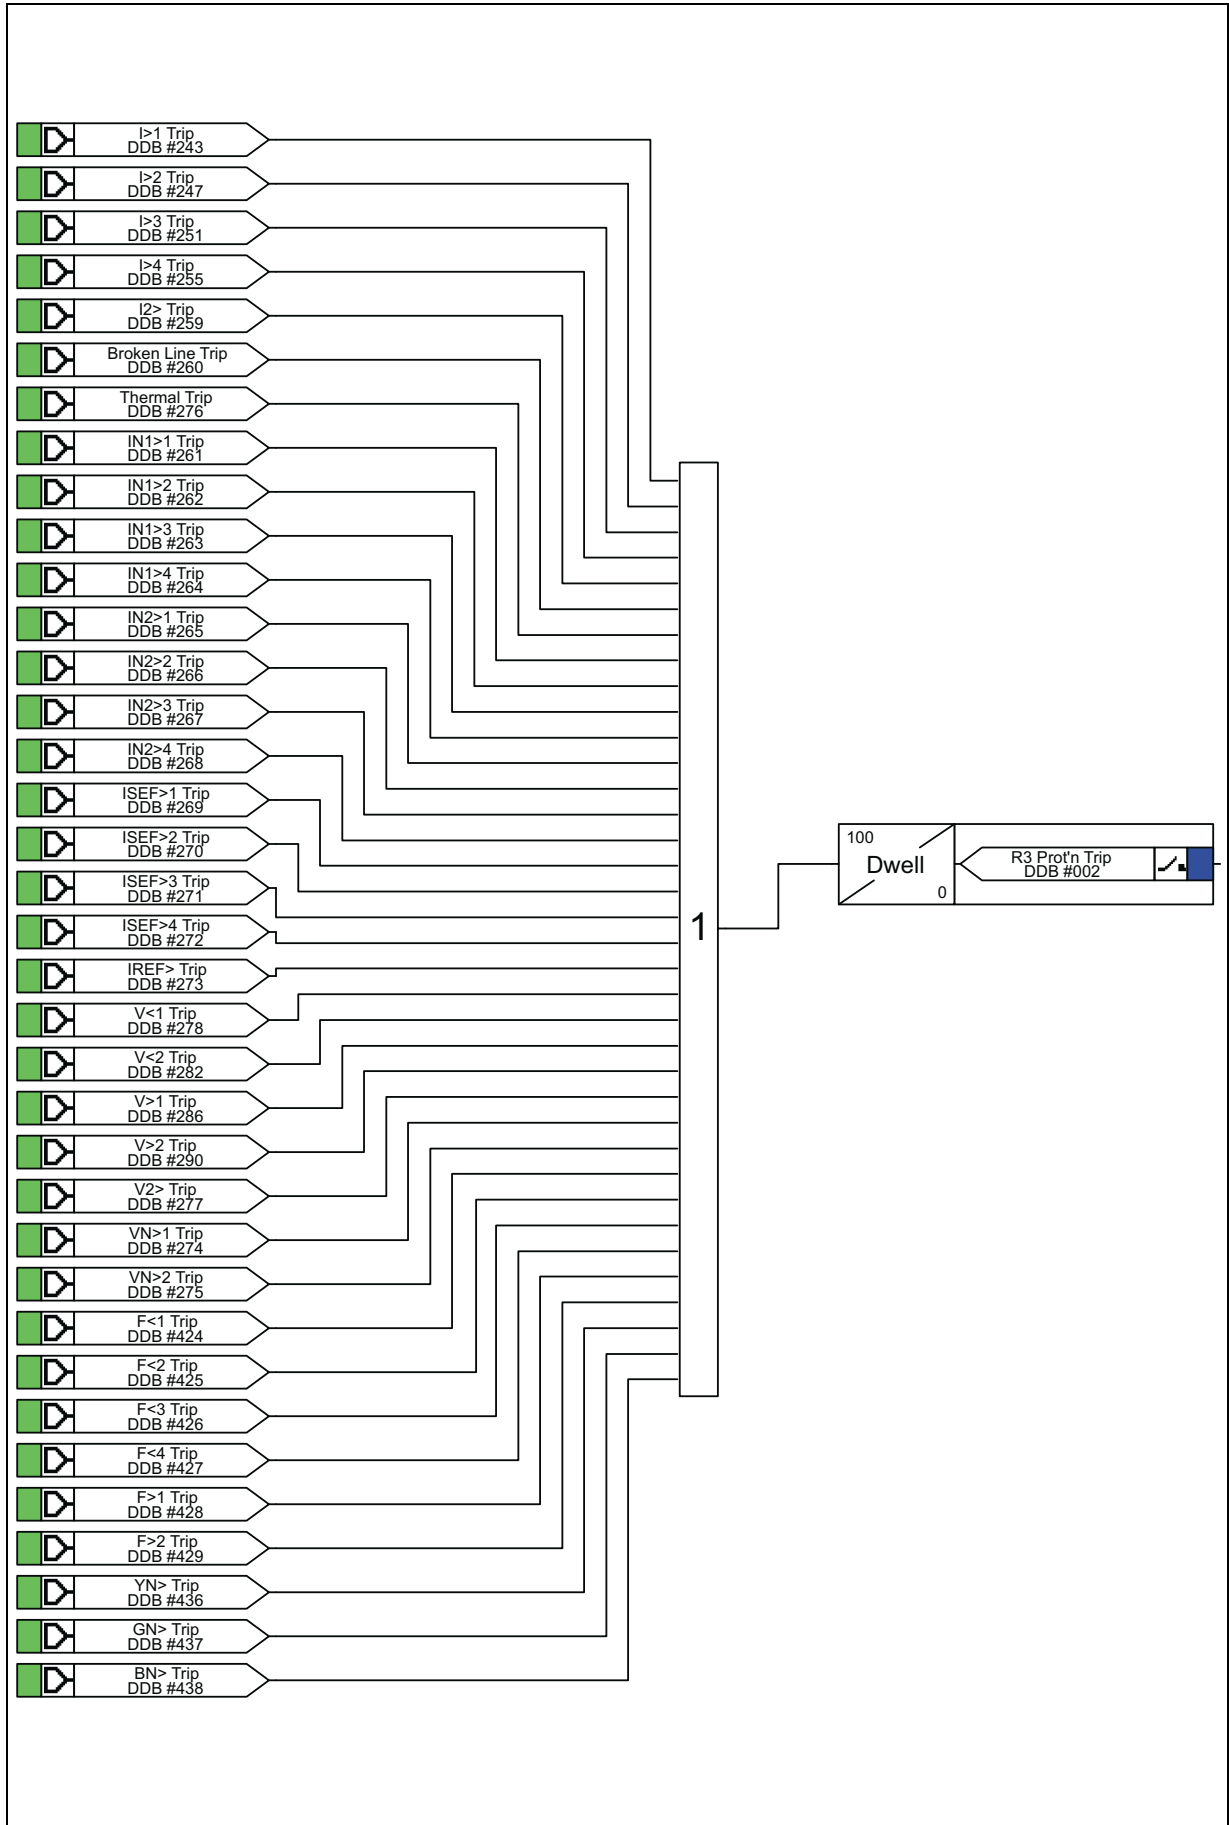 I>1 Trip
DDB #243
I>2 Trip
DDB #247
I>3 Trip
DDB #251
I>4 Trip
DDB #255
I2> Trip
DDB #259
Broken Line Trip
DDB #260
Thermal Trip
DDB #276
IN1>1 Trip
DDB #261
IN1>2 Trip
DDB #262
IN1>3 Trip
DDB #263
IN1>4 Trip
DDB #264
IN2>1 Trip
DDB #265
IN2>2 Trip
DDB #266
IN2>3 Trip
DDB #267
IN2>4 Trip
DDB #268
ISEF>1 Trip
DDB #269
ISEF>2 Trip
DDB #270
ISEF>3 Trip
DDB #271
ISEF>4 Trip
DDB #272
IREF> Trip
DDB #273
V<1 Trip
DDB #278
V<2 Trip
DDB #282
V>1 Trip
DDB #286
V>2 Trip
DDB #290
V2> Trip
DDB #277
VN>1 Trip
DDB #274
VN>2 Trip
DDB #275
F<1 Trip
DDB #424
F<2 Trip
DDB #425
F<3 Trip
DDB #426
F<4 Trip
DDB #427
F>1 Trip
DDB #428
F>2 Trip
DDB #429
YN> Trip
DDB #436
GN> Trip
DDB #437
BN> Trip
DDB #438
1
100
Dwell
0
R3 Prot'n Trip
DDB #002